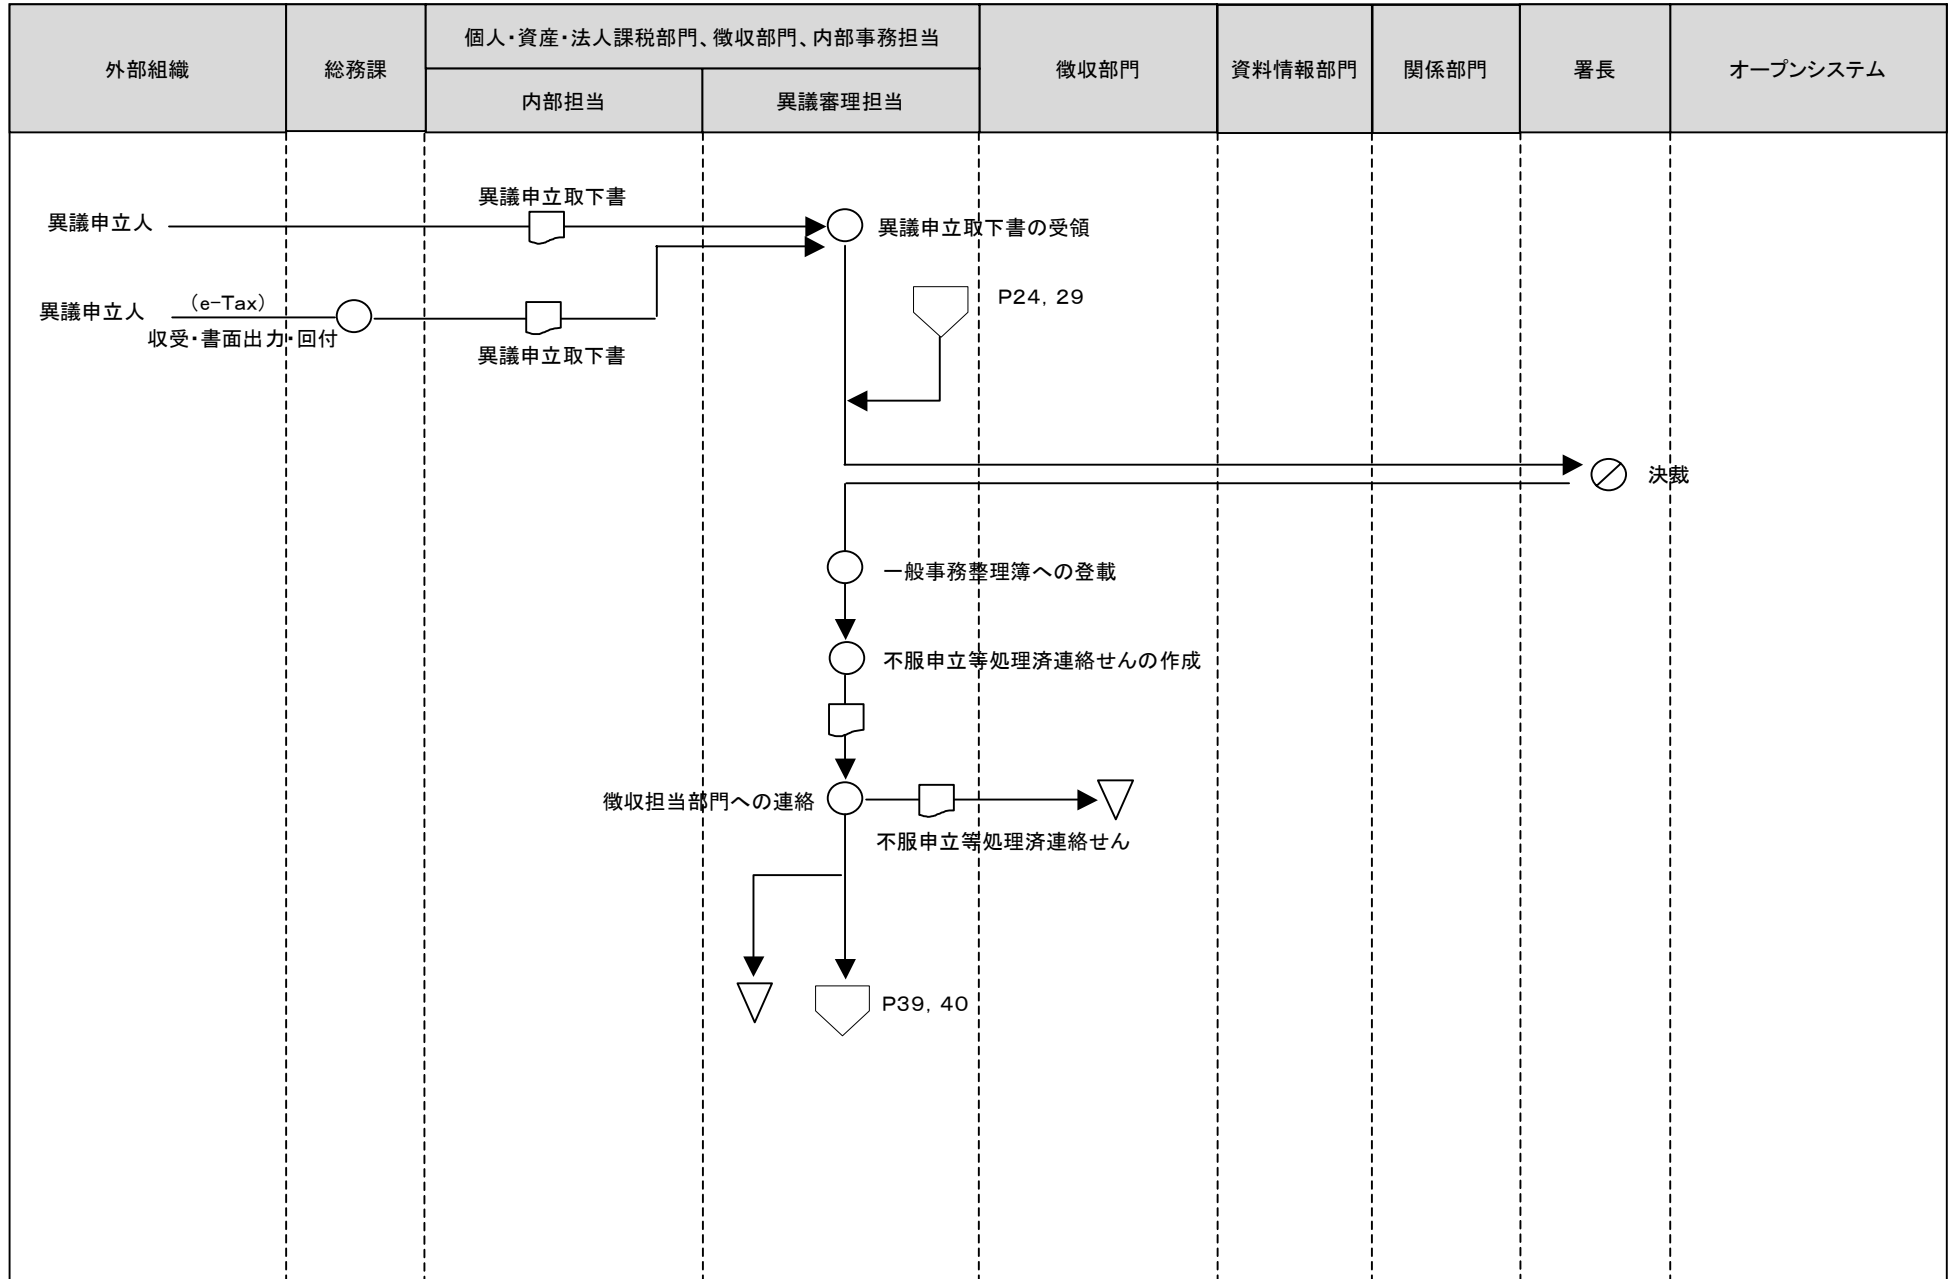 外部組織
総務課
個人・資産・法人課税部門、徴収部門、内部事務担当
内部担当
異議審理担当
徴収部門
資料情報部門
関係部門
署長
オープンシステム
異議申立取下書
異議申立人
異議申立取下書の受領
異議申立人
（e-Tax）
収受・書面出力・回付
異議申立取下書
P24, 29
決裁
一般事務整理簿への登載
不服申立等処理済連絡せんの作成
徴収担当部門への連絡
不服申立等処理済連絡せん
P39, 40